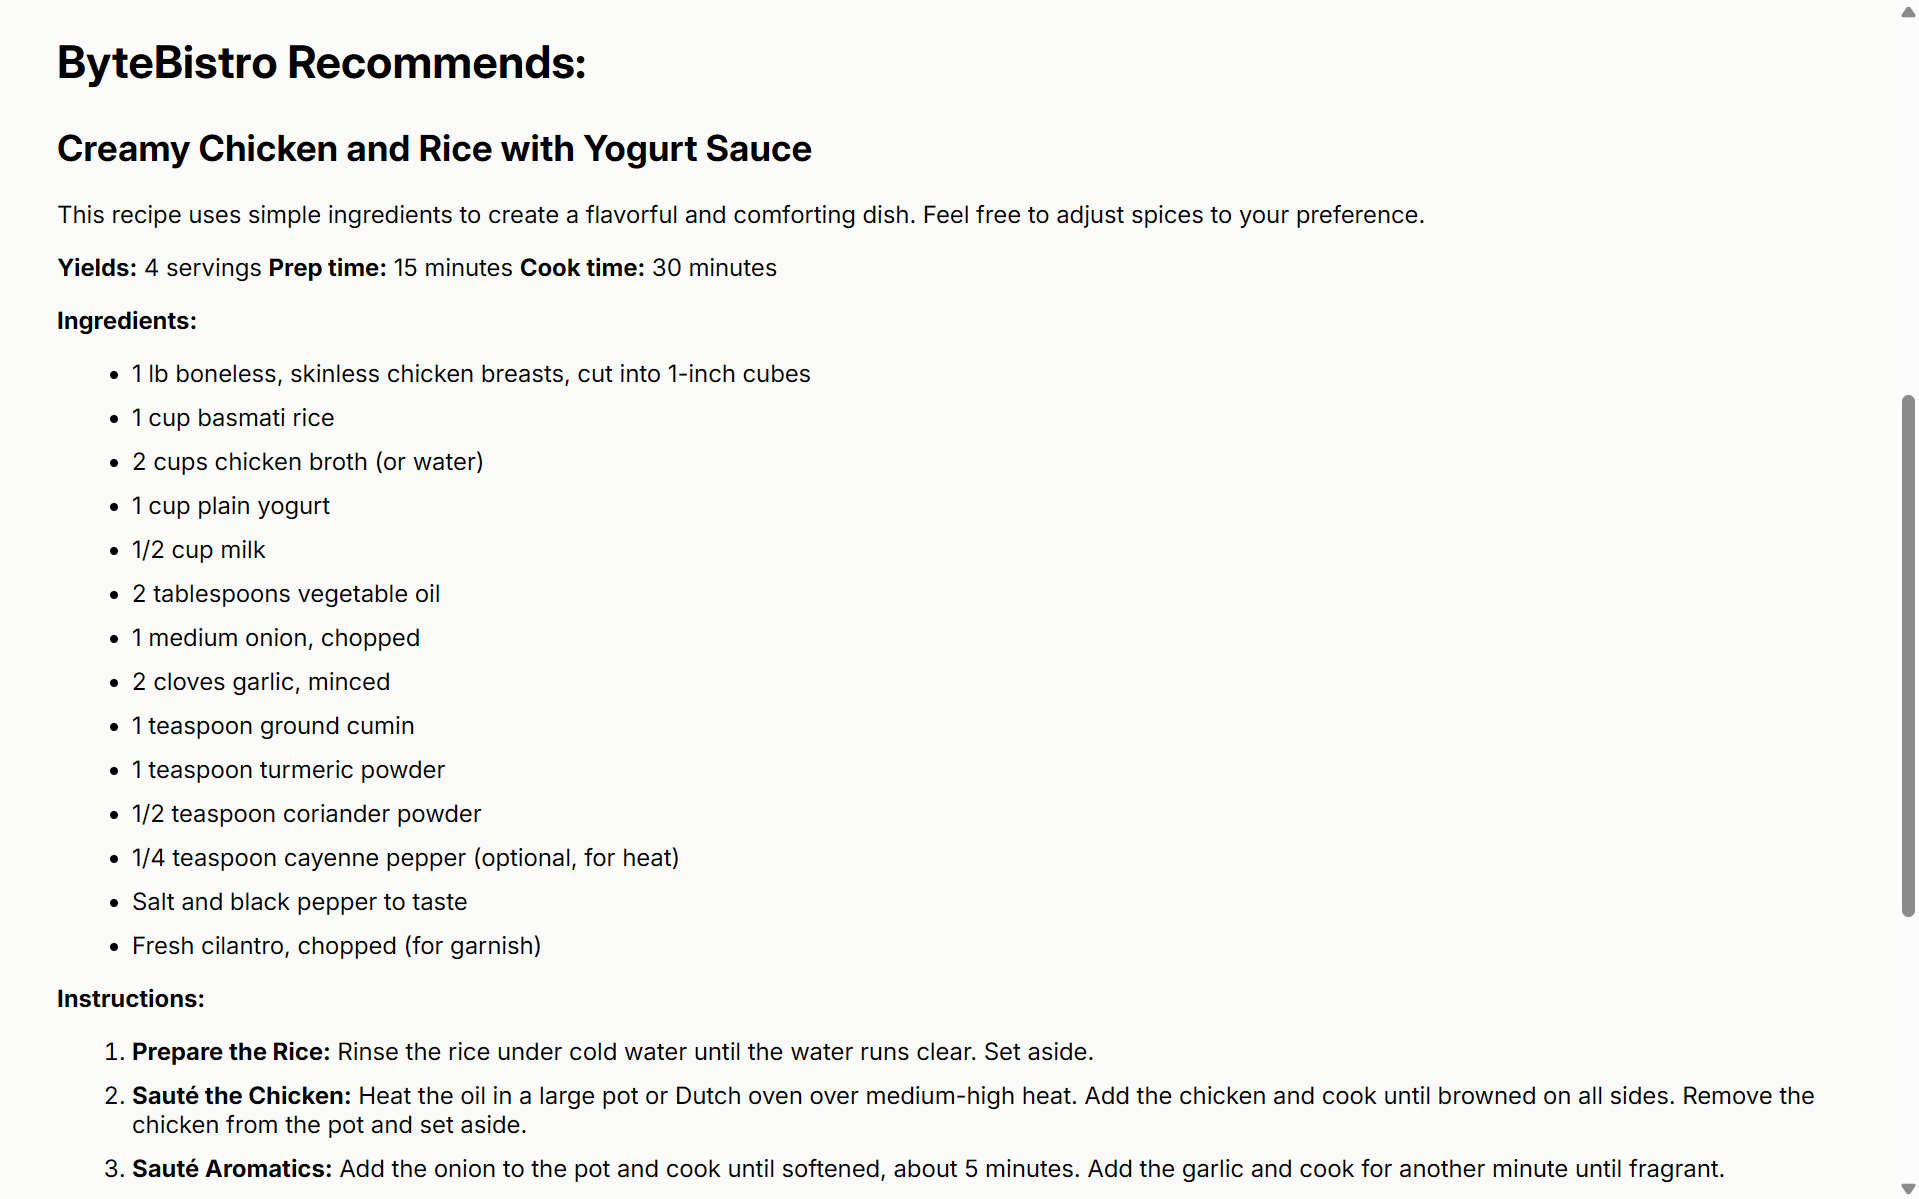 ByteBistro Recommends:
Creamy Chicken and Rice with Yogurt Sauce
This recipe uses simple ingredients to create a flavorful and comforting dish. Feel free to adjust spices to your preference.
Yields: 4 servings Prep time: 15 minutes Cook time: 30 minutes
Ingredients:
• 1 lb boneless, skinless chicken breasts, cut into 1-inch cubes
• 1 cup basmati rice
• 2 cups chicken broth (or water)
• 1 cup plain yogurt
• 1/2 cup milk
• 2 tablespoons vegetable oil
• 1 medium onion, chopped
• 2 cloves garlic, minced
• 1 teaspoon ground cumin
• 1 teaspoon turmeric powder
• 1/2 teaspoon coriander powder
• 1/4 teaspoon cayenne pepper (optional, for heat)
• Salt and black pepper to taste
• Fresh cilantro, chopped (for garnish)
Instructions:
1. Prepare the Rice: Rinse the rice under cold water until the water runs clear. Set aside.
2. Sauté the Chicken: Heat the oil in a large pot or Dutch oven over medium-high heat. Add the chicken and cook until browned on all sides. Remove the
chicken from the pot and set aside.
3. Sauté Aromatics: Add the onion to the pot and cook until softened, about 5 minutes. Add the garlic and cook for another minute until fragrant.